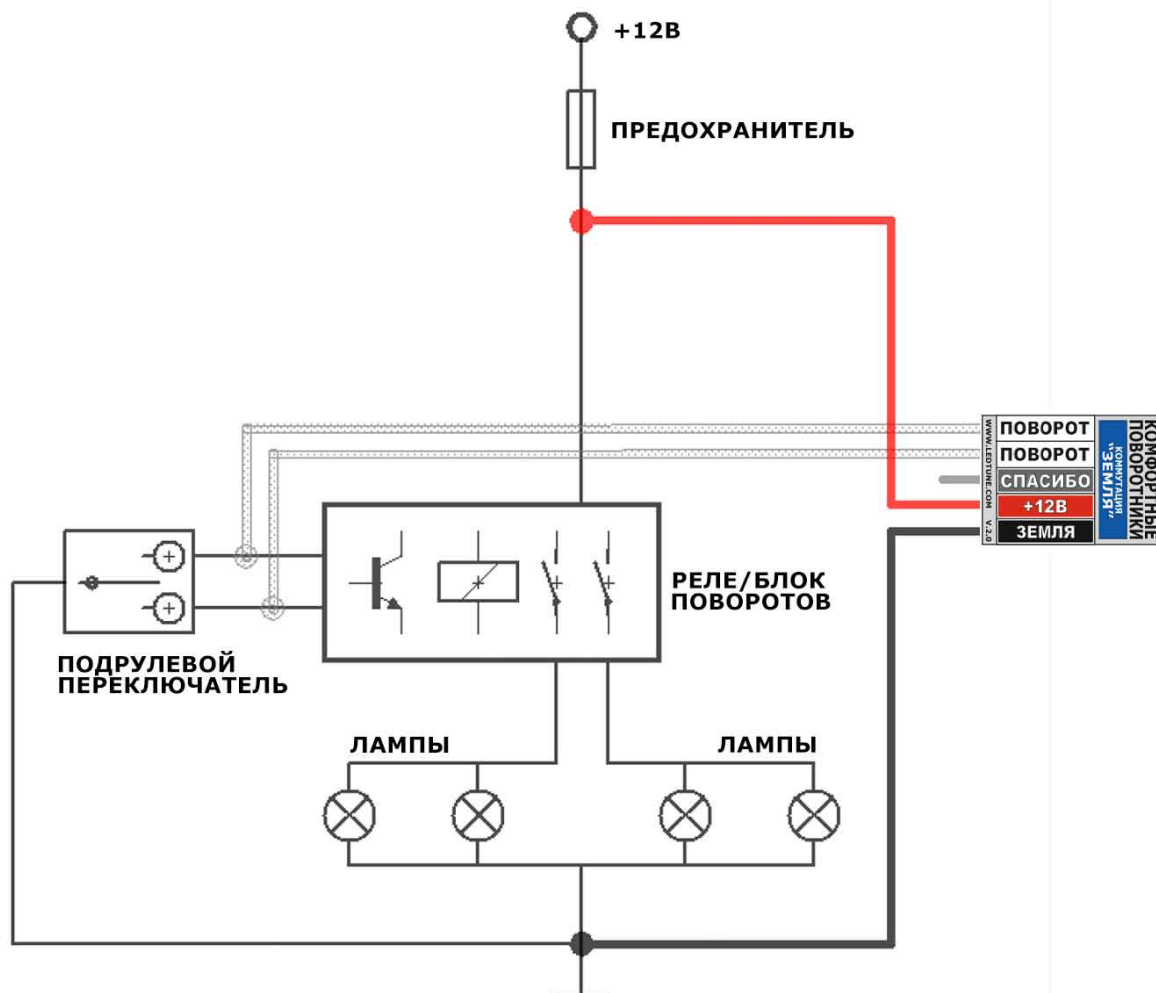 +12В
ПРЕДОХРАНИТЕЛЬ
ПОВОРОТ
ПОВОРОТ
СПАСИБО
+12В
ЗЕМЛЯ
WWW.LEDTUNE.COM V.2.0
КОММУТАЦИЯ
"ЗЕМЛЯ"
КОМФОРТНЫЕ
ПОВОРОТНИКИ
РЕЛЕ/БЛОК
ПОВОРОТОВ
ПОДРУЛЕВОЙ
ПЕРЕКЛЮЧАТЕЛЬ
ЛАМПЫ
ЛАМПЫ